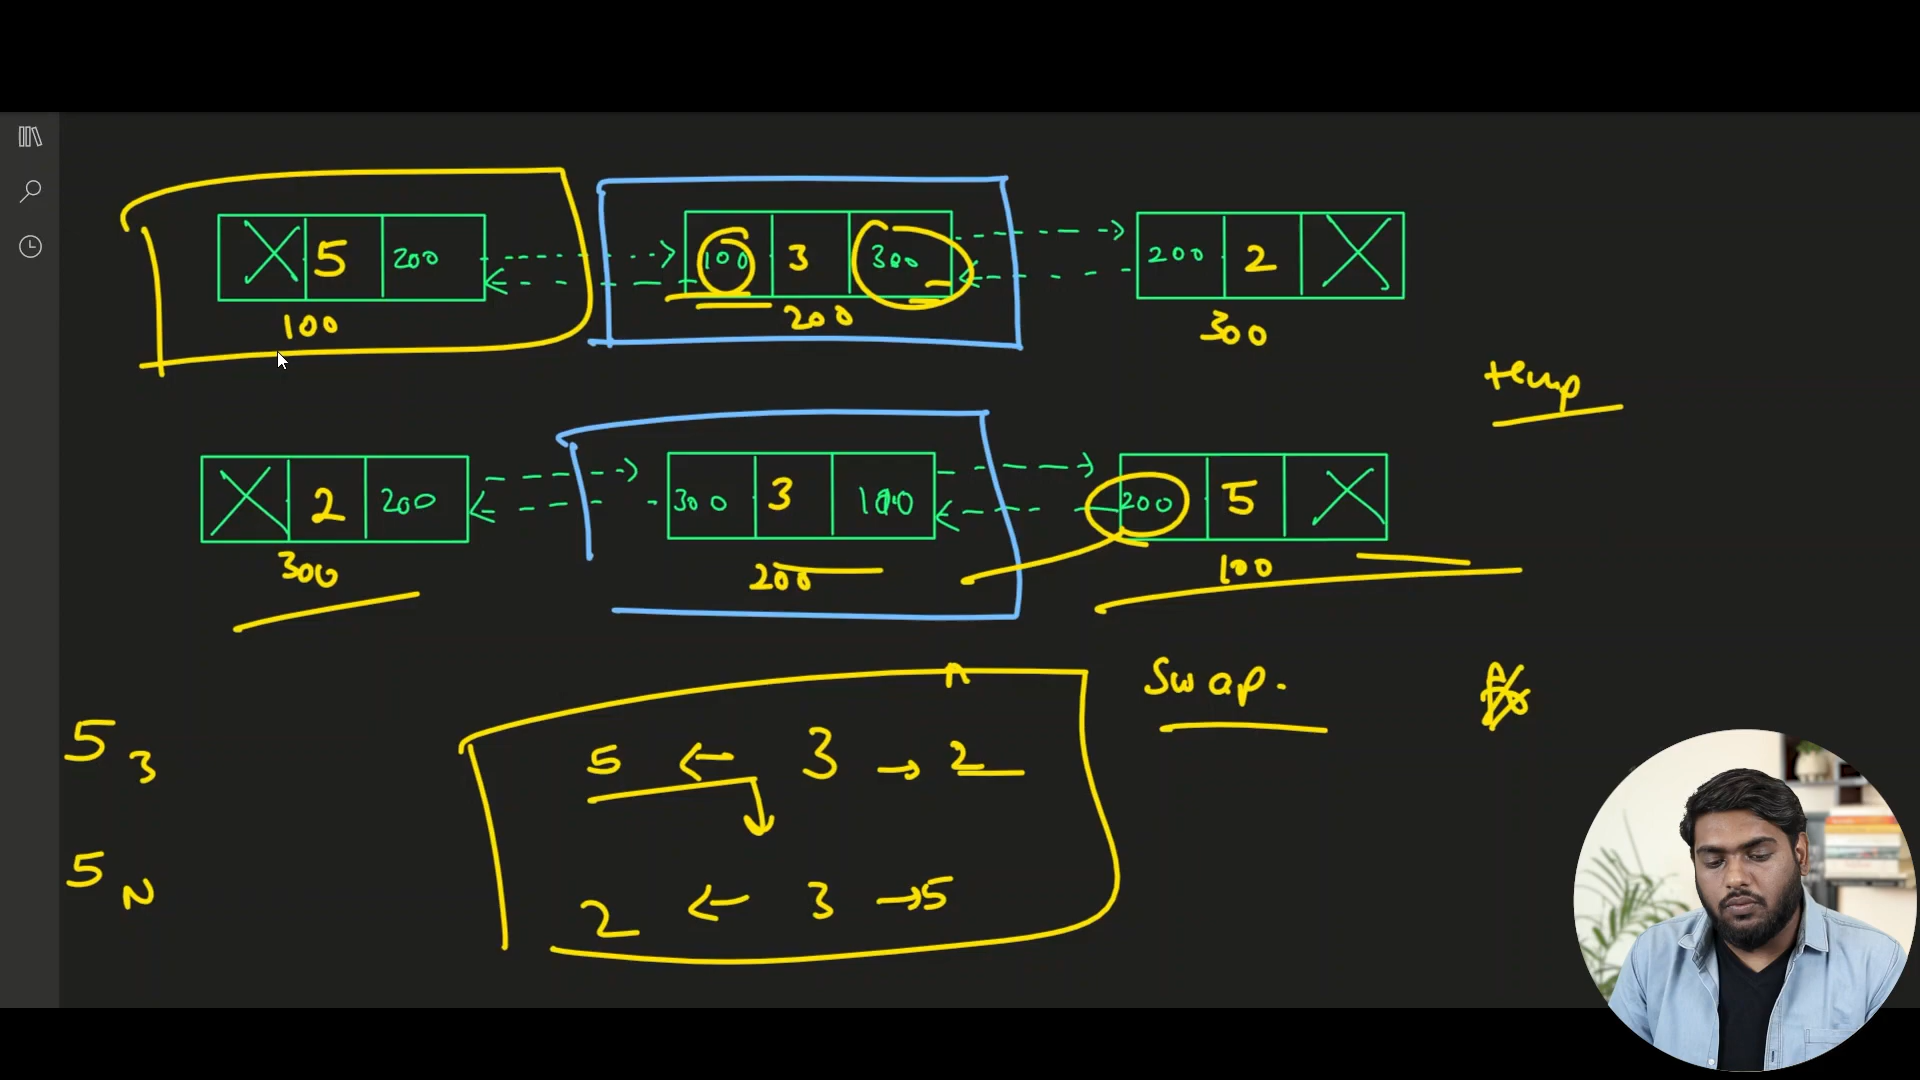 X 5 200 100 3 300 200 2 X
100 200 300
temp
X 2 200 300 3 100 200 5 X
300 200 100
Swap.
5 3 5 ← 3 → 2
5 N 2 ← 3 → 5